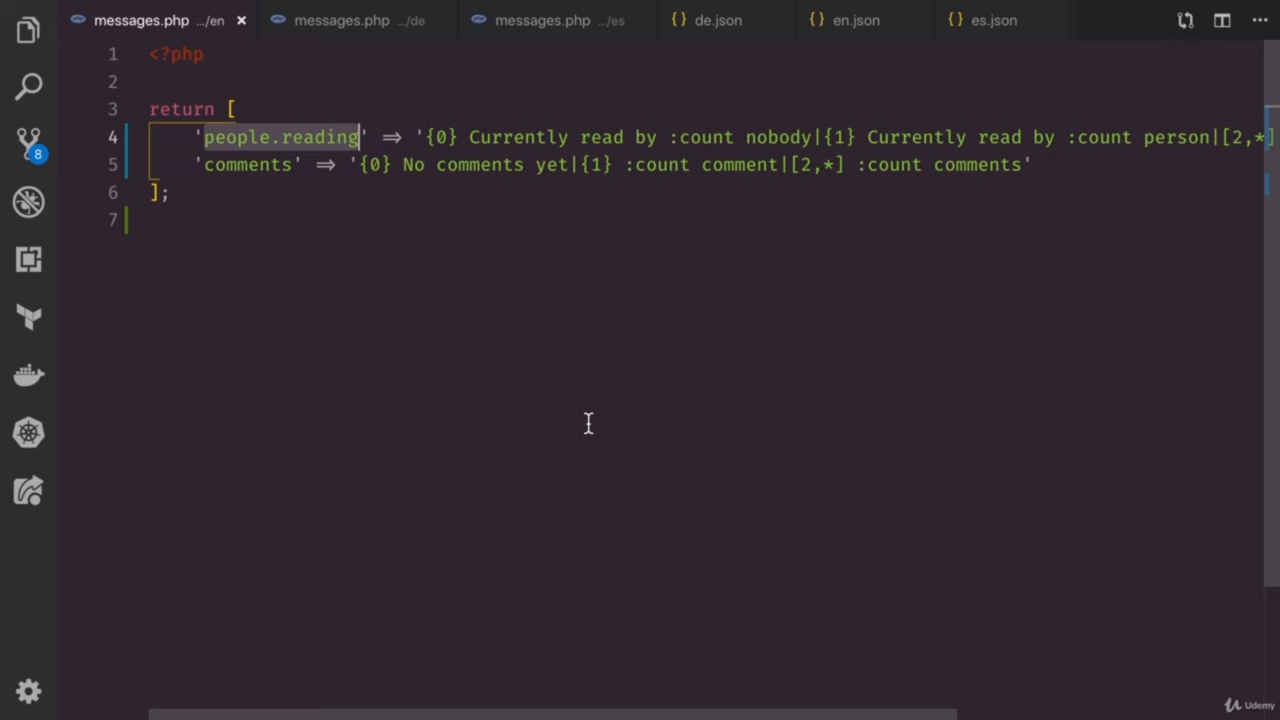 messages.php .../en × messages.php .../de messages.php .../es {} de.json {} en.json {} es.json ...
1 <?php
2
3 return [
4 'people.reading' => '{0} Currently read by :count nobody|{1} Currently read by :count person|[2,*]
5 'comments' => '{0} No comments yet|{1} :count comment|[2,*] :count comments'
6 ];
7
8
Udemy